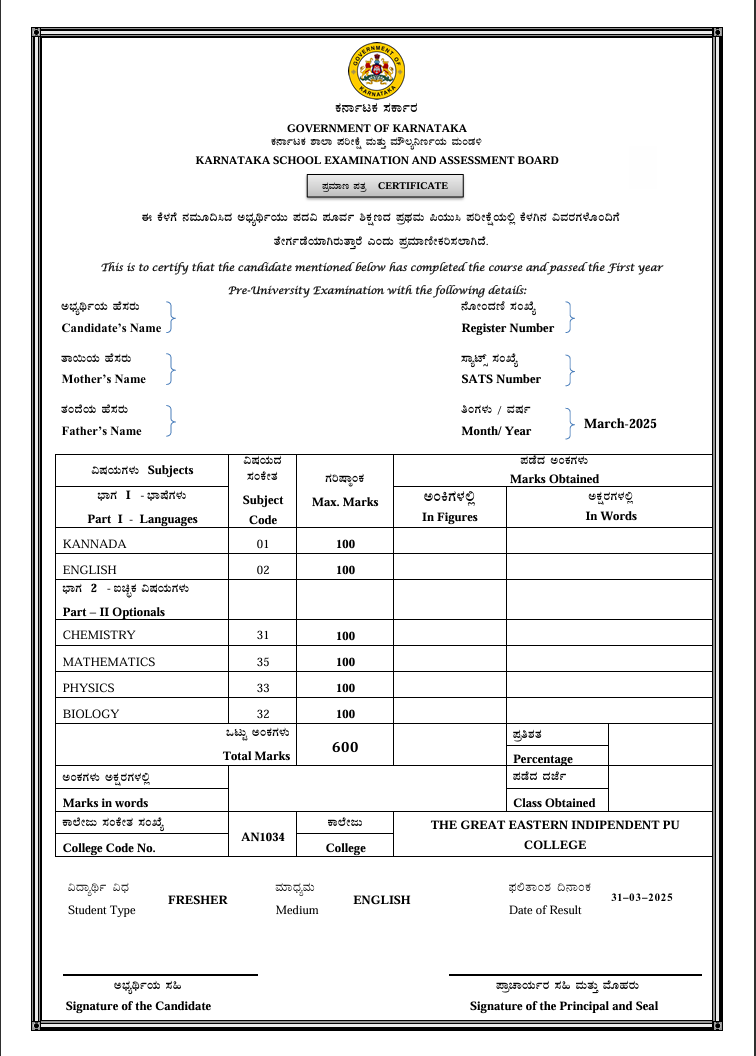 GOVERNMENT OF
KARNATAKA
ಕರ್ನಾಟಕ ಸರ್ಕಾರ
GOVERNMENT OF KARNATAKA
ಕರ್ನಾಟಕ ಶಾಲಾ ಪರೀಕ್ಷೆ ಮತ್ತು ಮೌಲ್ಯನಿರ್ಣಯ ಮಂಡಳಿ
KARNATAKA SCHOOL EXAMINATION AND ASSESSMENT BOARD
ಪ್ರಮಾಣ ಪತ್ರ CERTIFICATE
ಈ ಕೆಳಗೆ ನಮೂದಿಸಿದ ಅಭ್ಯರ್ಥಿಯು ಪದವಿ ಪೂರ್ವ ಶಿಕ್ಷಣದ ಪ್ರಥಮ ಪಿಯುಸಿ ಪರೀಕ್ಷೆಯಲ್ಲಿ ಕೆಳಗಿನ ವಿವರಗಳೊಂದಿಗೆ
ತೇರ್ಗಡೆಯಾಗಿರುತ್ತಾರೆ ಎಂದು ಪ್ರಮಾಣೀಕರಿಸಲಾಗಿದೆ.
This is to certify that the candidate mentioned below has completed the course and passed the First year
Pre-University Examination with the following details:
ಅಭ್ಯರ್ಥಿಯ ಹೆಸರು
Candidate's Name
ನೋಂದಣಿ ಸಂಖ್ಯೆ
Register Number
ತಾಯಿಯ ಹೆಸರು
Mother's Name
ಸ್ಯಾಟ್ಸ್ ಸಂಖ್ಯೆ
SATS Number
ತಂದೆಯ ಹೆಸರು
Father's Name
ತಿಂಗಳು / ವರ್ಷ
Month/ Year
March-2025
ವಿಷಯಗಳು Subjects
ಭಾಗ I - ಭಾಷೆಗಳು
Part I - Languages
ವಿಷಯದ
ಸಂಕೇತ
Subject
Code
ಗರಿಷ್ಠಾಂಕ
Max. Marks
ಪಡೆದ ಅಂಕಗಳು
Marks Obtained
ಅಂಕಿಗಳಲ್ಲಿ
In Figures
ಅಕ್ಷರಗಳಲ್ಲಿ
In Words
KANNADA 01 100
ENGLISH 02 100
ಭಾಗ 2 - ಐಚ್ಛಿಕ ವಿಷಯಗಳು
Part – II Optionals
CHEMISTRY 31 100
MATHEMATICS 35 100
PHYSICS 33 100
BIOLOGY 32 100
ಒಟ್ಟು ಅಂಕಗಳು
Total Marks
600
ಪ್ರತಿಶತ
Percentage
ಅಂಕಗಳು ಅಕ್ಷರಗಳಲ್ಲಿ
Marks in words
ಪಡೆದ ದರ್ಜೆ
Class Obtained
ಕಾಲೇಜು ಸಂಕೇತ ಸಂಖ್ಯೆ
College Code No.
AN1034
ಕಾಲೇಜು
College
THE GREAT EASTERN INDIPENDENT PU
COLLEGE
ವಿದ್ಯಾರ್ಥಿ ವಿಧ
Student Type
FRESHER
ಮಾಧ್ಯಮ
Medium
ENGLISH
ಫಲಿತಾಂಶ ದಿನಾಂಕ
Date of Result
31-03-2025
ಅಭ್ಯರ್ಥಿಯ ಸಹಿ
Signature of the Candidate
ಪ್ರಾಚಾರ್ಯರ ಸಹಿ ಮತ್ತು ಮೊಹರು
Signature of the Principal and Seal